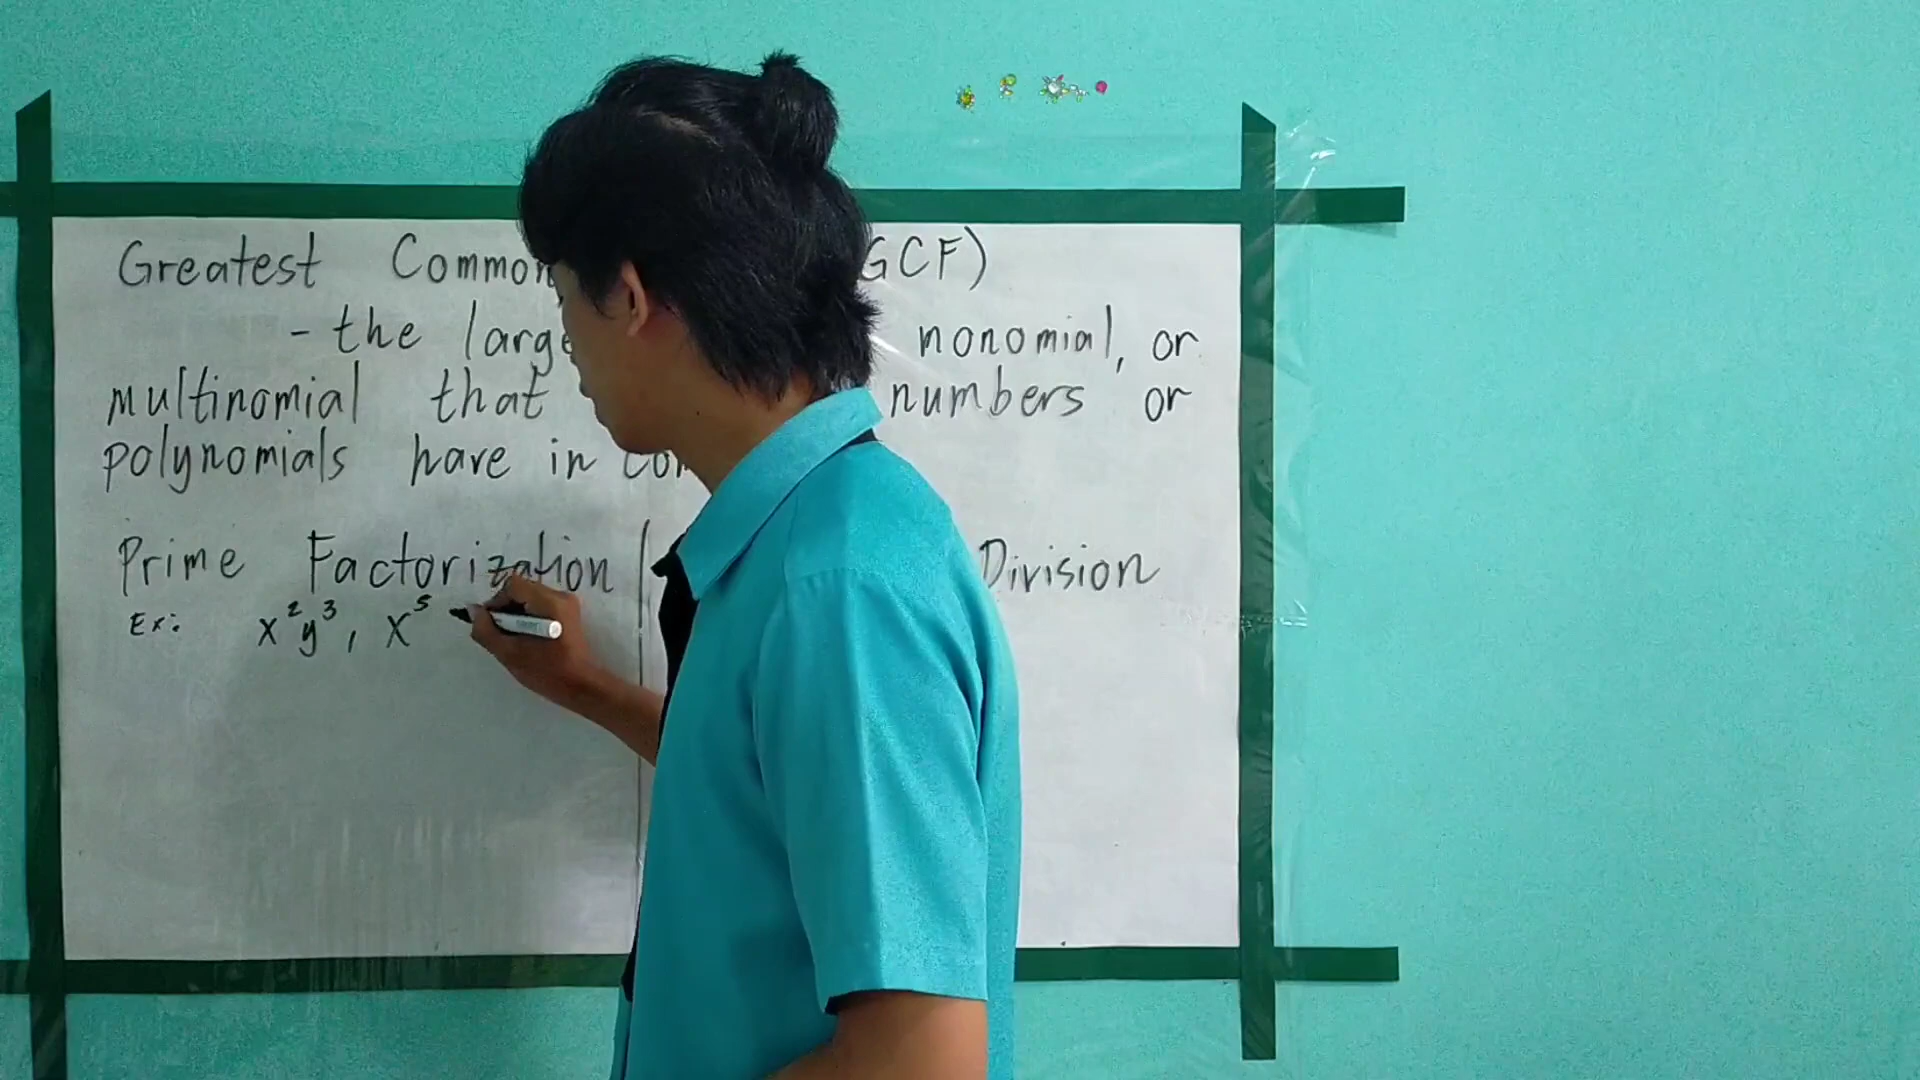 Greatest Common GCF)
- the large nonomial, or
multinomial that numbers or
polynomials have in com
Prime Factorization Division
Ex: x²y³, x⁵